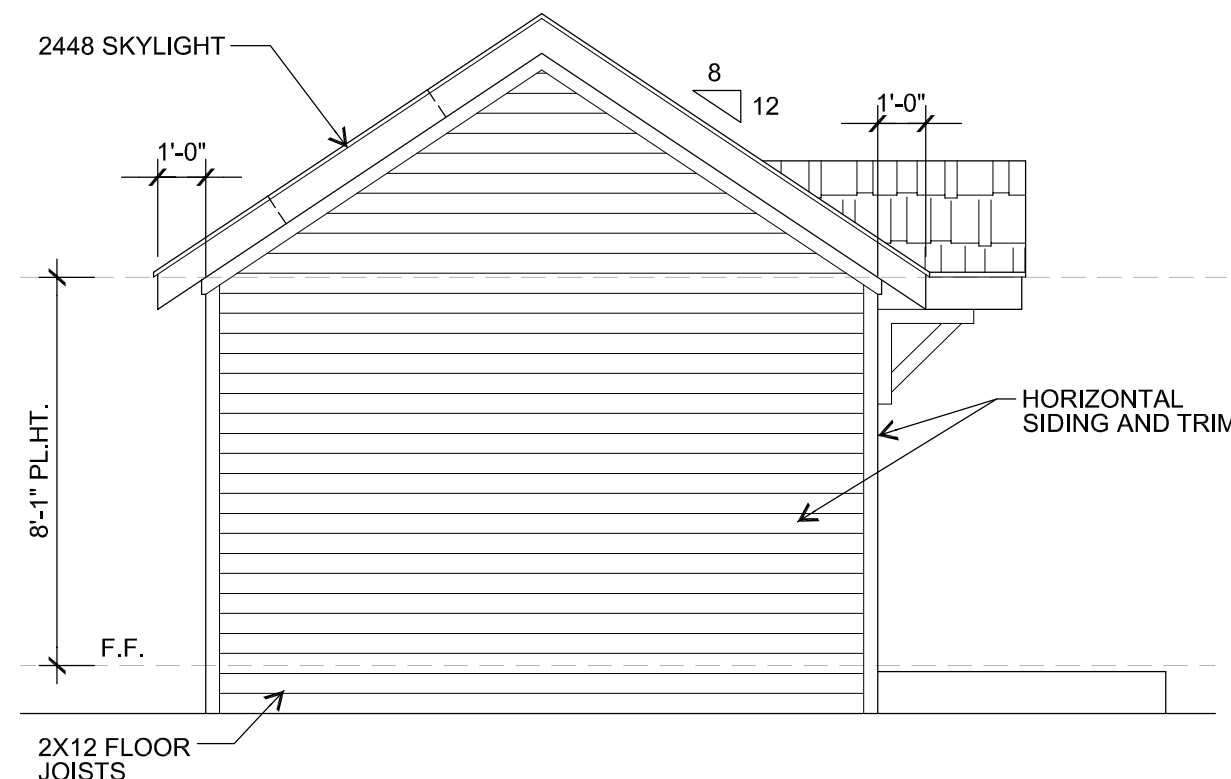 2448 SKYLIGHT
8
12
1'-0"
1'-0"
HORIZONTAL
SIDING AND TRIM
8'-1" PL.HT.
F.F.
2X12 FLOOR
JOISTS